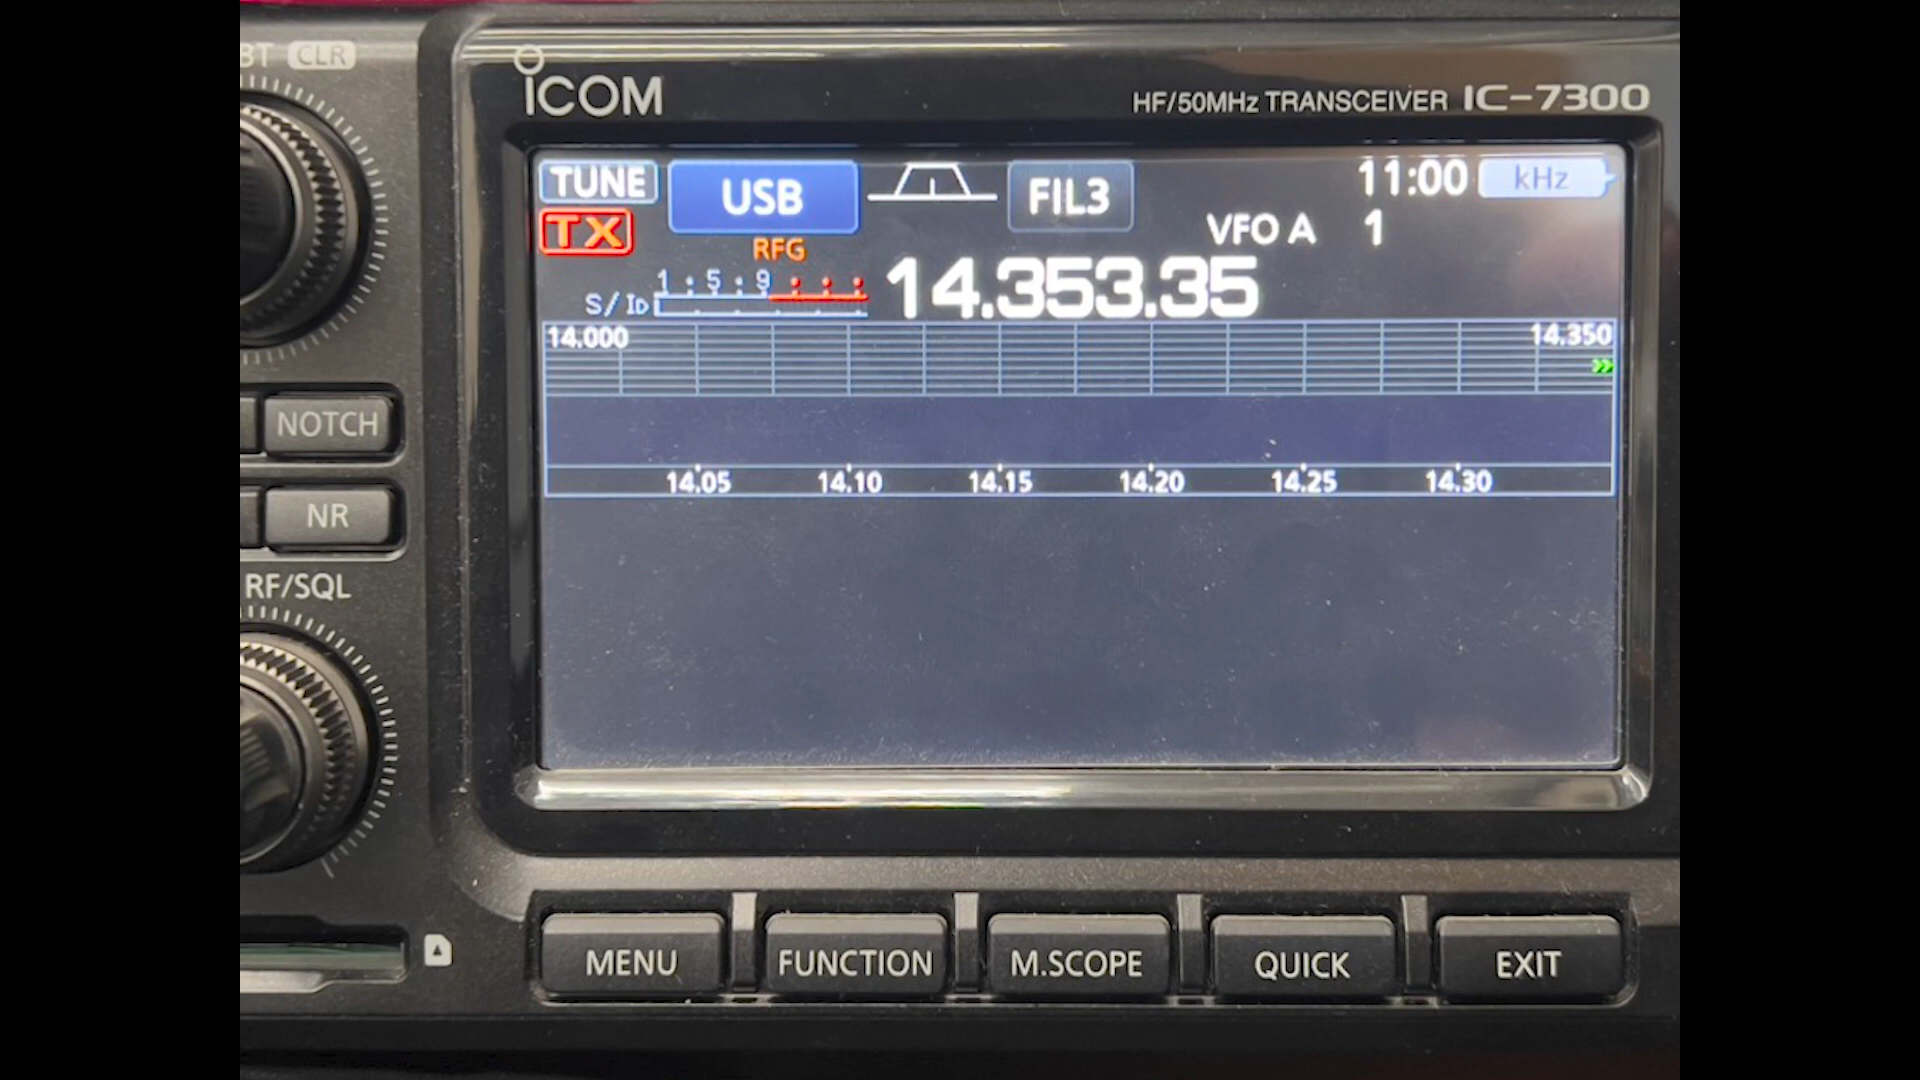 BT CLR
ICOM
HF/50MHz TRANSCEIVER IC-7300
TUNE USB FIL3 11:00 kHz
TX RFG VFO A 1
1 5 9
S/ID 14.353.35
14.000 14.350
14.05 14.10 14.15 14.20 14.25 14.30
NOTCH
NR
RF/SQL
MENU FUNCTION M.SCOPE QUICK EXIT